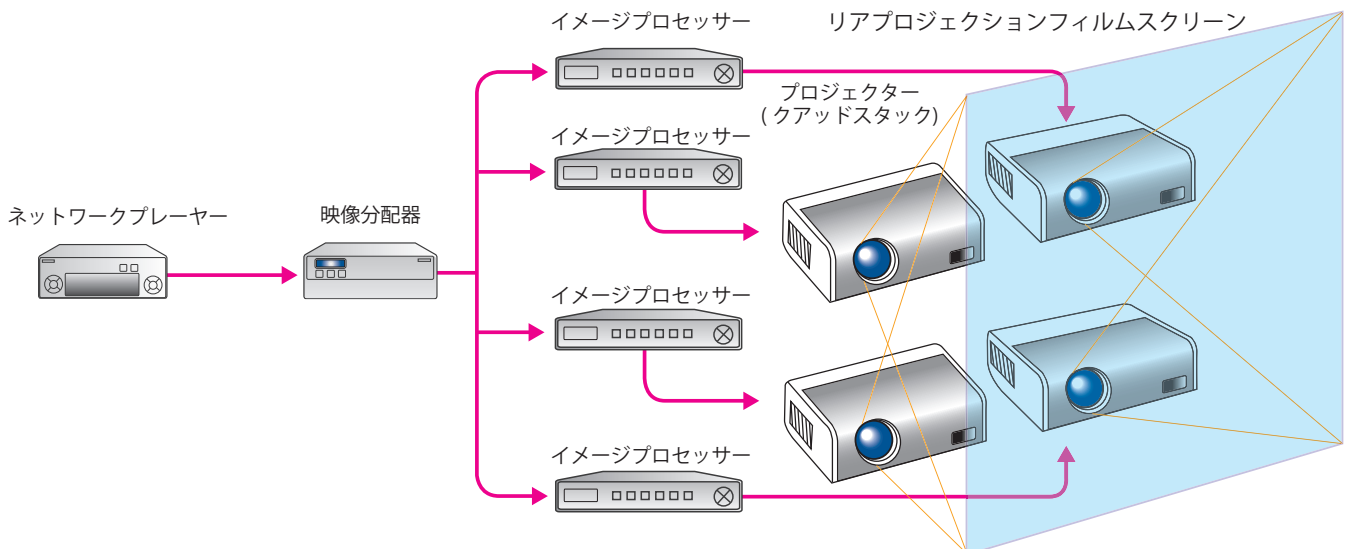 イメージプロセッサー
リアプロジェクションフィルムスクリーン
プロジェクター
( クアッドスタック)
イメージプロセッサー
ネットワークプレーヤー
映像分配器
イメージプロセッサー
イメージプロセッサー